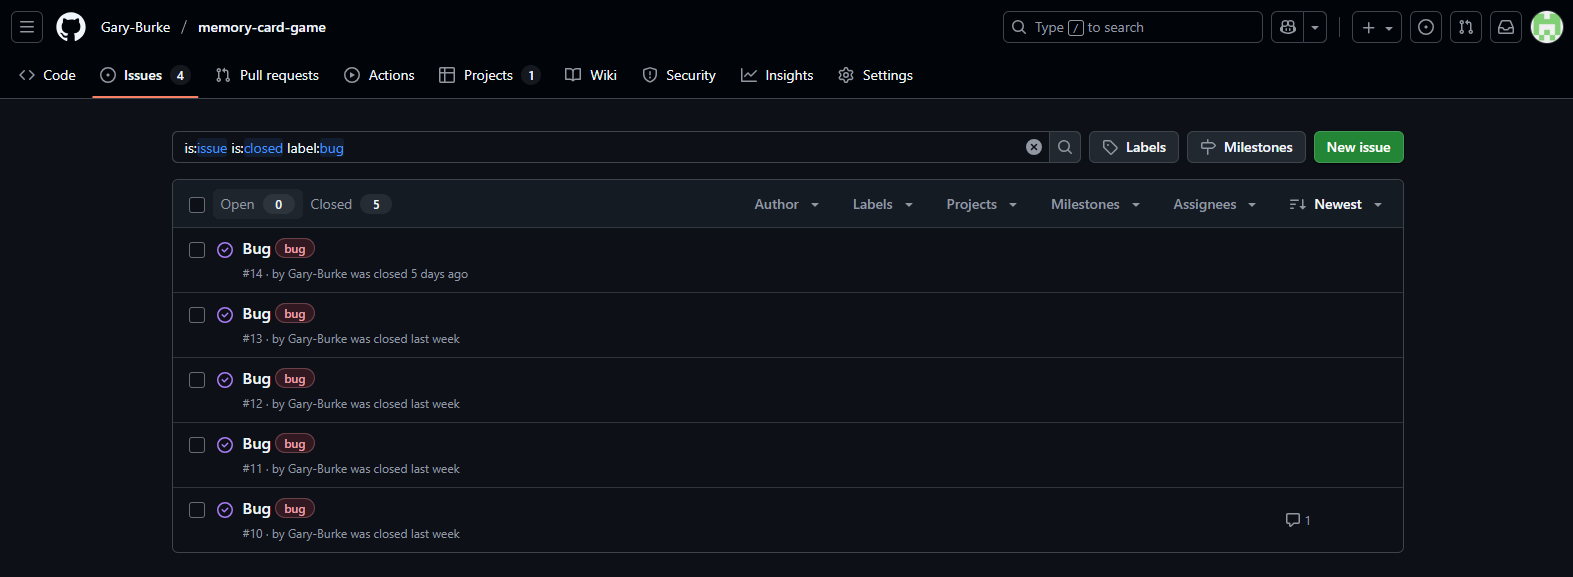 Gary-Burke / memory-card-game
Type / to search
Code
Issues 4
Pull requests
Actions
Projects 1
Wiki
Security
Insights
Settings
is:issue is:closed label:bug
Labels
Milestones
New issue
Open 0
Closed 5
Author
Labels
Projects
Milestones
Assignees
Newest
Bug bug
#14 · by Gary-Burke was closed 5 days ago
Bug bug
#13 · by Gary-Burke was closed last week
Bug bug
#12 · by Gary-Burke was closed last week
Bug bug
#11 · by Gary-Burke was closed last week
Bug bug
#10 · by Gary-Burke was closed last week
1